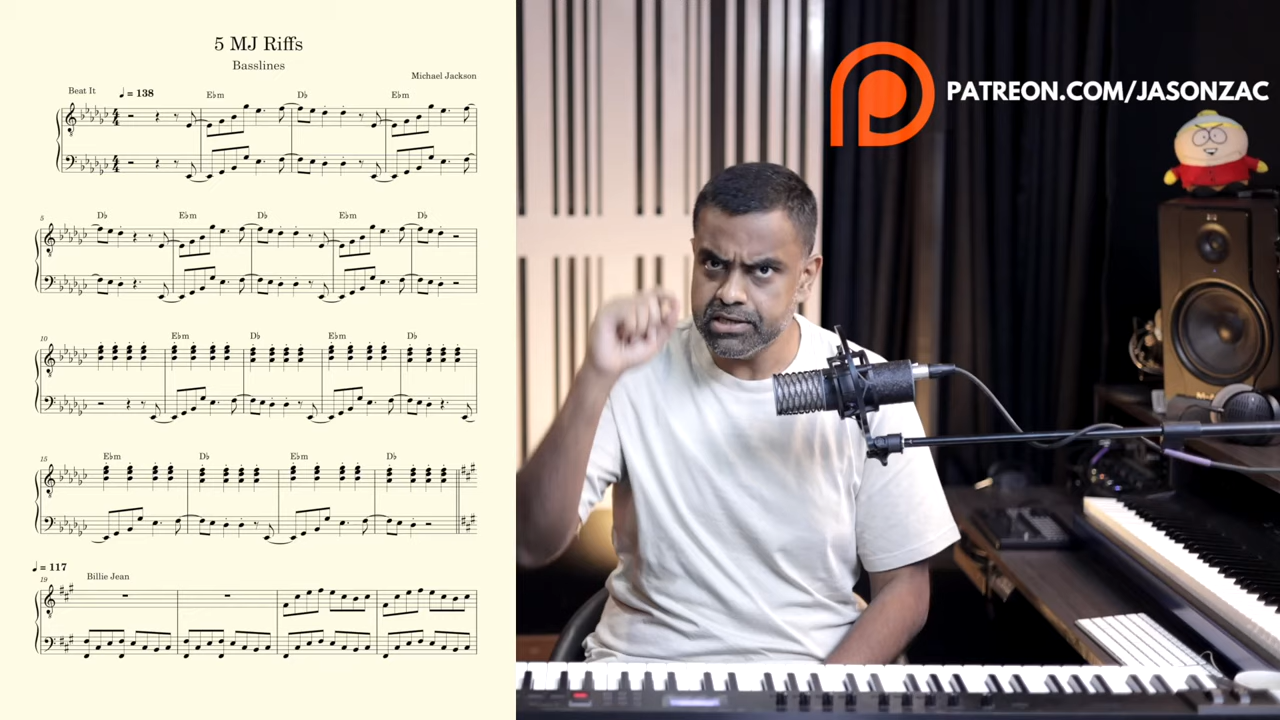 5 MJ Riffs
Basslines
Michael Jackson
Beat It
♩ = 138
E♭m D♭ E♭m
5
D♭ E♭m D♭ E♭m D♭
10
E♭m D♭ E♭m D♭
15
E♭m D♭ E♭m D♭
♩ = 117
19
Billie Jean
PATREON.COM/JASONZAC